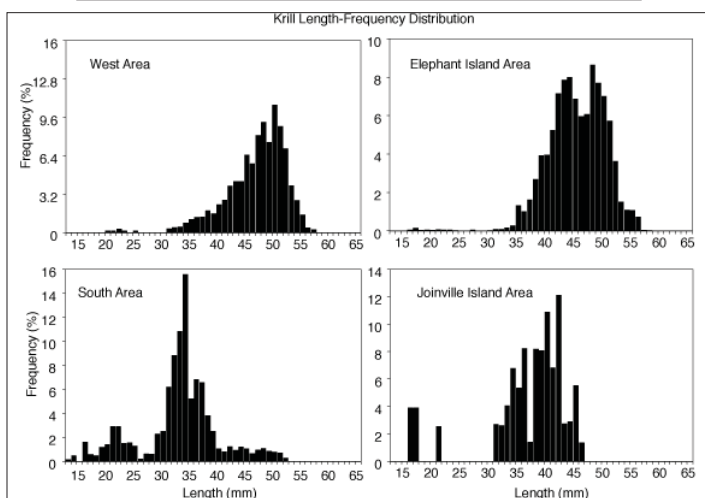 Krill Length-Frequency Distribution
West Area
Frequency (%)
16
12.8
9.6
6.4
3.2
0
15 20 25 30 35 40 45 50 55 60 65
Elephant Island Area
10
8
6
4
2
0
15 20 25 30 35 40 45 50 55 60 65
South Area
Frequency (%)
16
14
12
10
8
6
4
2
0
15 20 25 30 35 40 45 50 55 60 65
Length (mm)
Joinville Island Area
14
12
10
8
6
4
2
0
15 20 25 30 35 40 45 50 55 60 65
Length (mm)